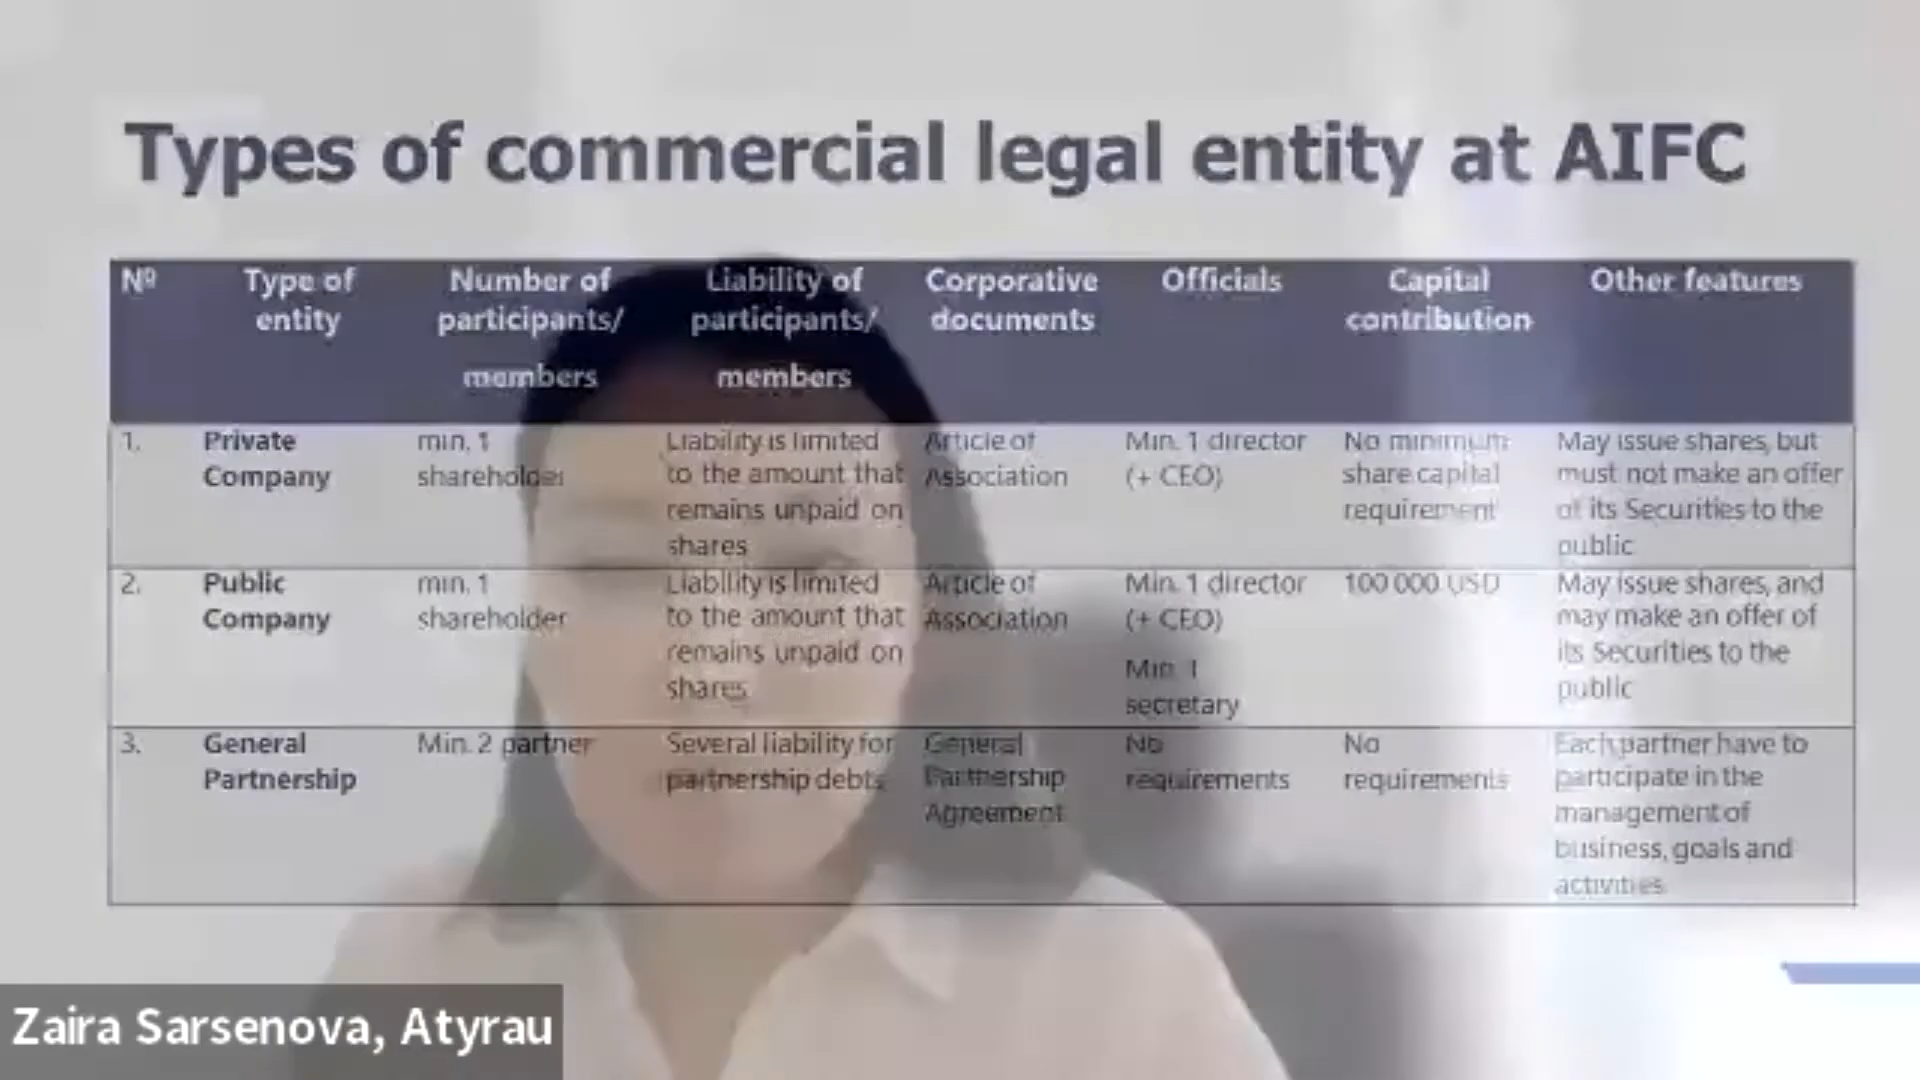 Types of commercial legal entity at AIFC
Nº
Type of
entity
Number of
participants/
members
Liability of
participants/
members
Corporative
documents
Officials
Capital
contribution
Other features
1.
Private
Company
min. 1
shareholder
Liability is limited
to the amount that
remains unpaid on
shares
Article of
Association
Min. 1 director
(+ CEO)
No minimum
share capital
requirement
May issue shares, but
must not make an offer
of its Securities to the
public
2.
Public
Company
min. 1
shareholder
Liability is limited
to the amount that
remains unpaid on
shares
Article of
Association
Min. 1 director
(+ CEO)
Min. 1
secretary
100 000 USD
May issue shares, and
may make an offer of
its Securities to the
public
3.
General
Partnership
Min. 2 partner
Several liability for
partnership debts
General
Partnership
Agreement
No
requirements
No
requirements
Each partner have to
participate in the
management of
business, goals and
activities
Zaira Sarsenova, Atyrau